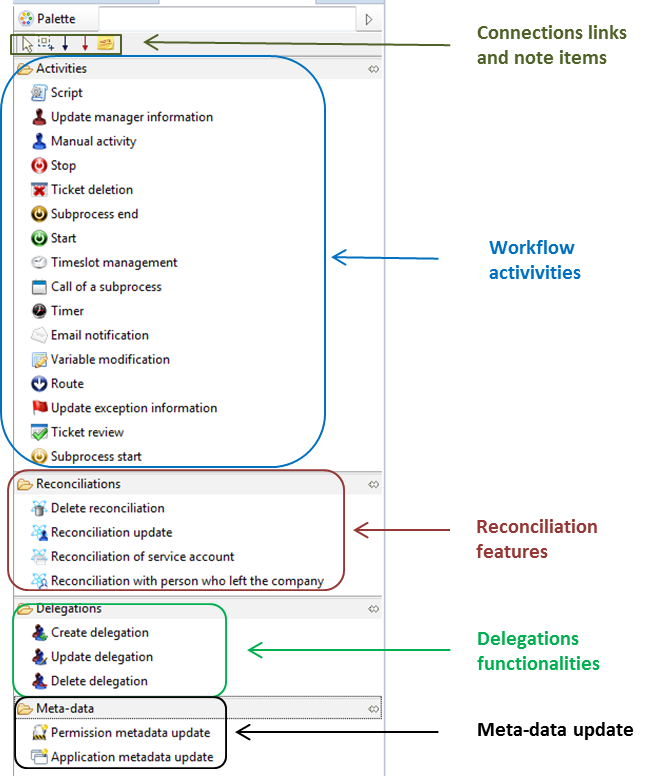 Palette
Connections links
and note items
Activities
Script
Update manager information
Manual activity
Stop
Ticket deletion
Subprocess end
Start
Timeslot management
Call of a subprocess
Timer
Email notification
Variable modification
Route
Update exception information
Ticket review
Subprocess start
Workflow
activivities
Reconciliations
Delete reconciliation
Reconciliation update
Reconciliation of service account
Reconciliation with person who left the company
Reconciliation
features
Delegations
Create delegation
Update delegation
Delete delegation
Delegations
functionalities
Meta-data
Permission metadata update
Application metadata update
Meta-data update